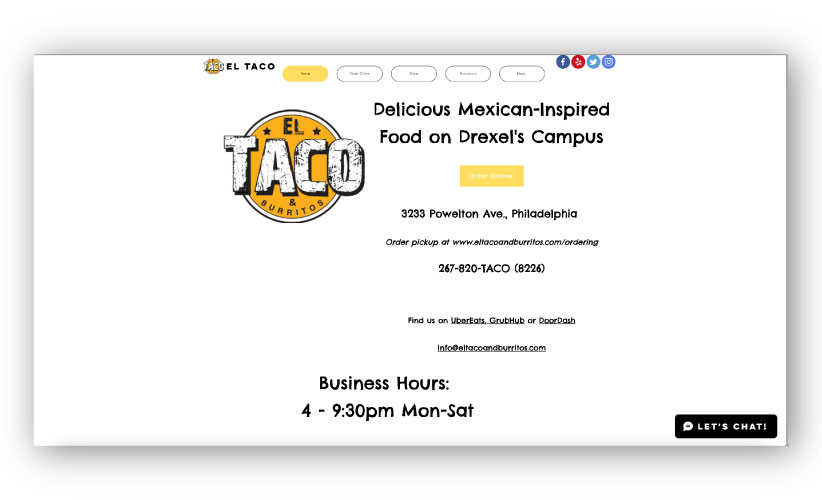 TACO EL TACO
Home
Order Online
Menu
EL
TACO
&
BURRITOS
Delicious Mexican-Inspired
Food on Drexel's Campus
Order Online
3233 Powelton Ave., Philadelphia
Order pickup at www.eltacoandburritos.com/ordering
267-820-TACO (8226)
Find us on UberEats, GrubHub or DoorDash
info@eltacoandburritos.com
Business Hours:
4 - 9:30pm Mon-Sat
LET'S CHAT!